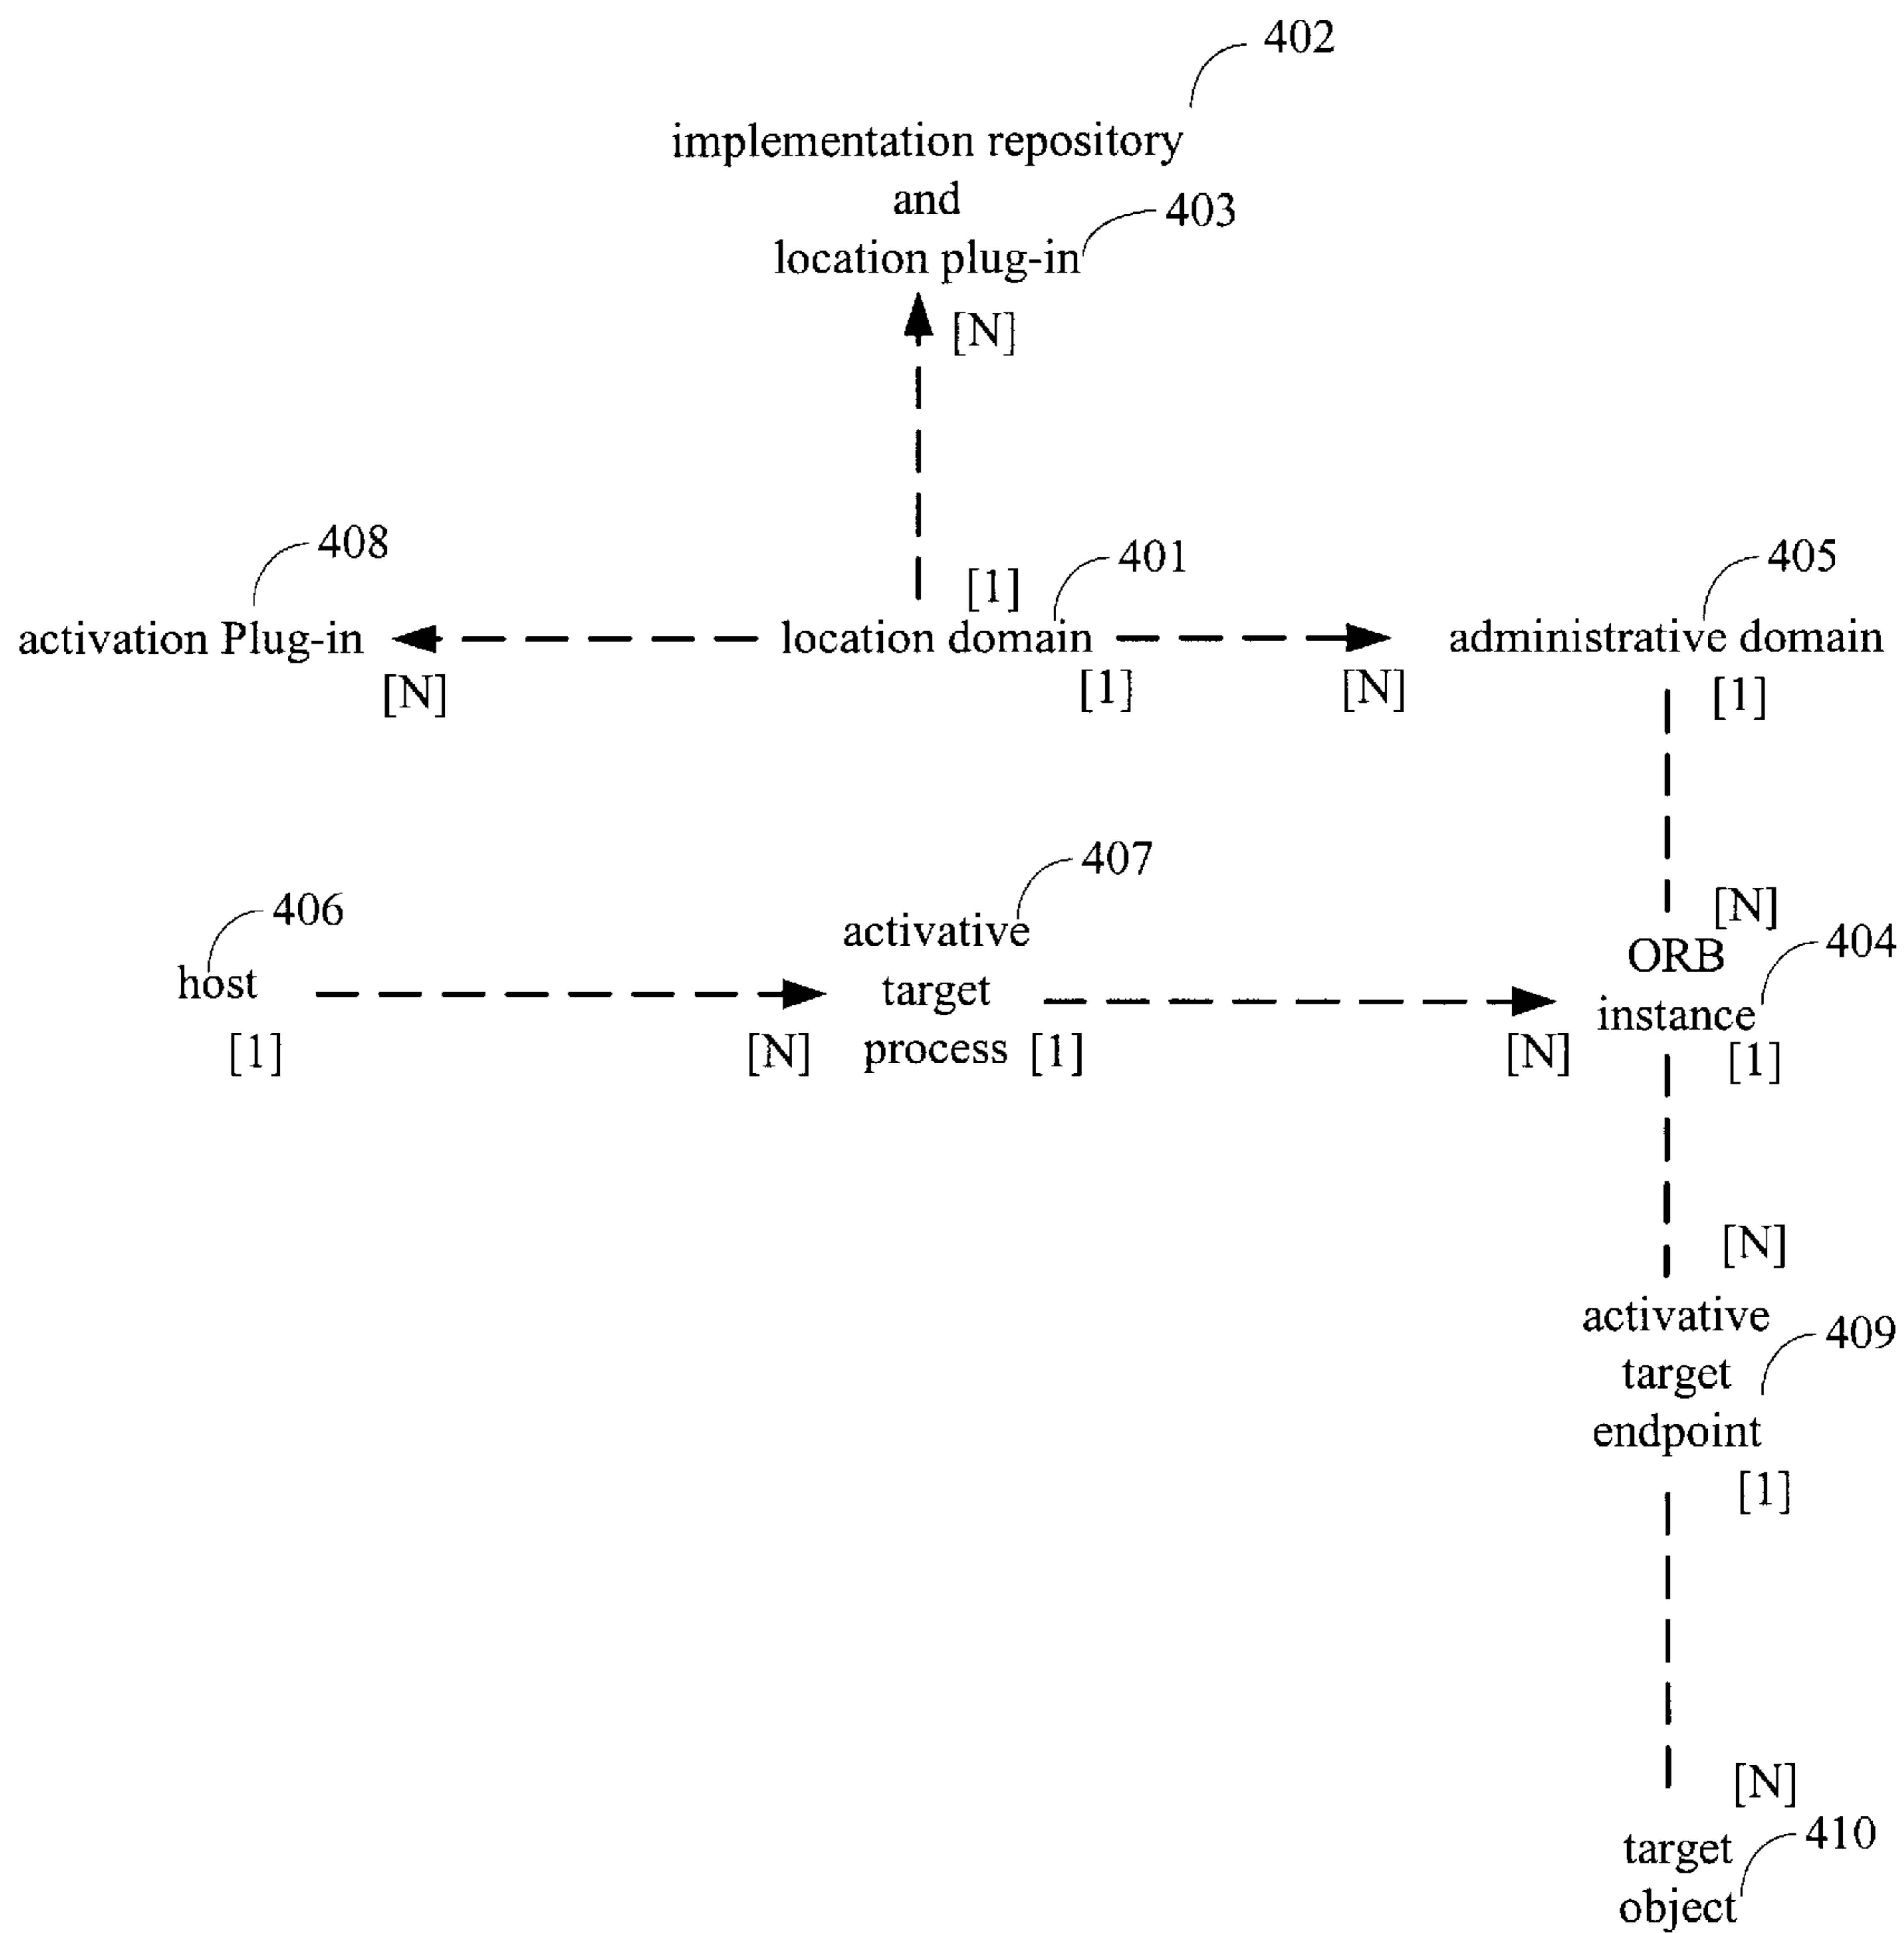 402
implementation repository
and
403
location plug-in
[N]
408
[1]
401
405
activation Plug-in
location domain
administrative domain
[N]
[1]
[N]
[1]
407
406
[N]
activative
404
ORB
host
target
instance
[1]
[N]
process
[1]
[N]
[1]
[N]
activative
409
target
endpoint
[1]
[N]
410
target
object